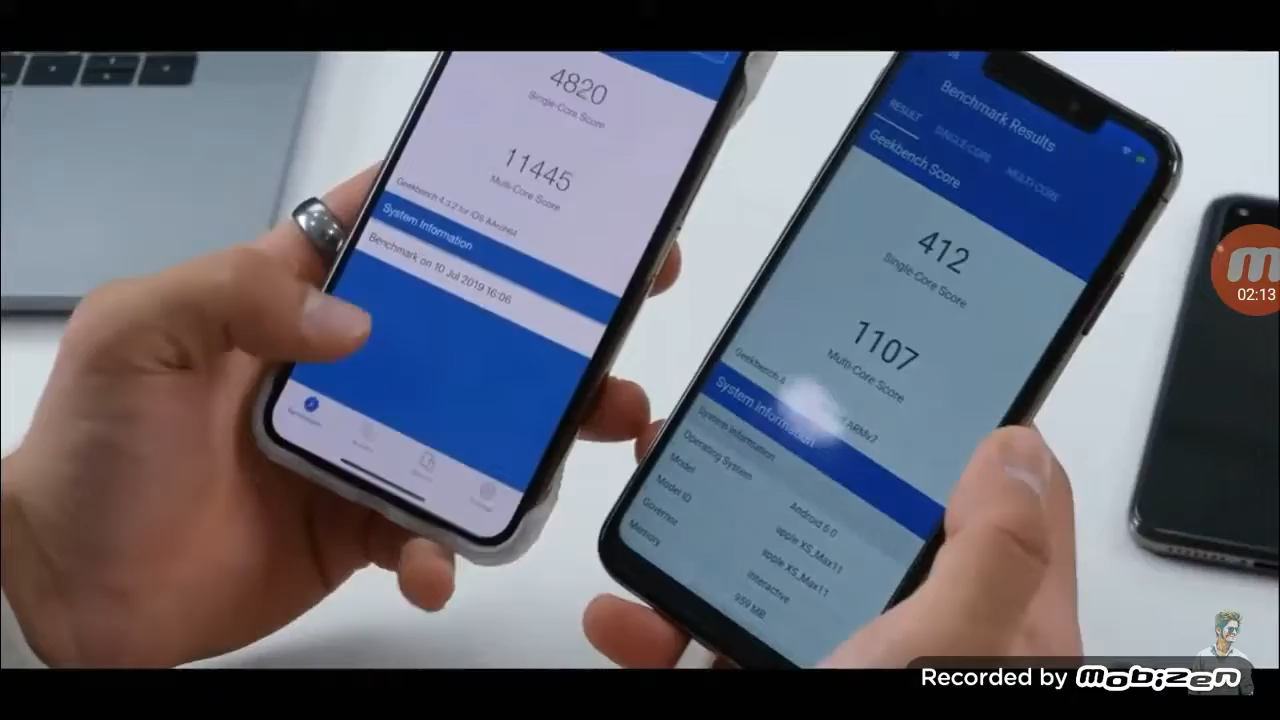 4820
Single-Core Score
11445
Multi-Core Score
Geekbench 4.3.2 for iOS AArch64
System Information
Benchmark on 10 Jul 2019 16:06
Benchmark Results
RESULT
SINGLE-CORE
MULTI-CORE
Geekbench Score
412
Single-Core Score
1107
Multi-Core Score
Geekbench 4
ARMv7
System Information
System Information
Operating System
Android 6.0
Model
apple XS_Max11
Model ID
apple XS_Max11
Governor
interactive
Memory
959 MB
02:13
Recorded by mobizen